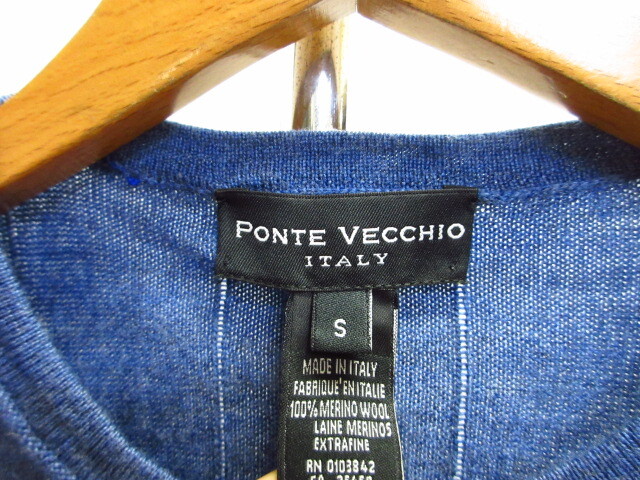 PONTE VECCHIO
ITALY
S
MADE IN ITALY
FABRIQUE'EN ITALIE
100% MERINO WOOL
LAINE MERINOS
EXTRAFINE
RN 0103842